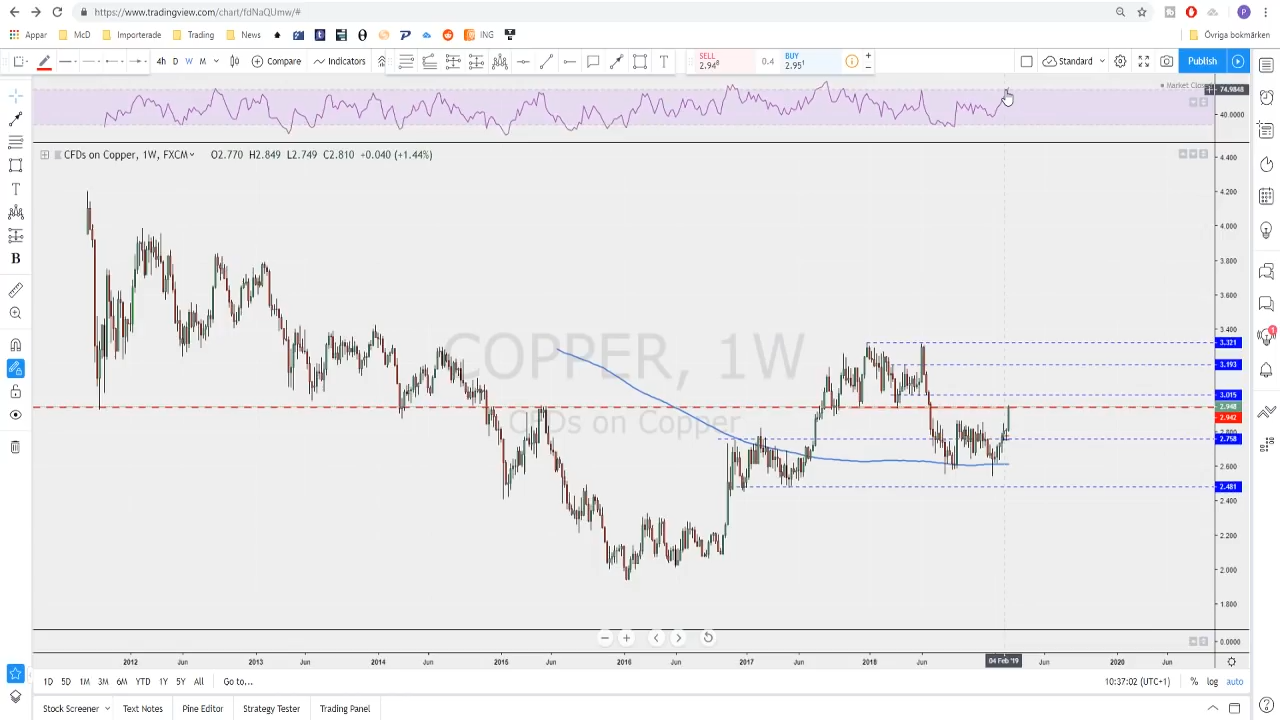 https://www.tradingview.com/chart/fdNaQUmw/#
P
Appar McD Importerade Trading News ING Övriga bokmärken
4H D W M Compare Indicators SELL 2.94⁸ 0.4 BUY 2.95¹ Standard Publish
Market Closed
74.9848
40.0000
CFDs on Copper, 1W, FXCM O2.770 H2.849 L2.749 C2.810 +0.040 (+1.44%)
4.400
4.200
4.000
3.800
3.600
3.400
3.321
3.193
3.015
2.948
2.942
2.800
2.758
2.600
2.481
2.400
2.200
2.000
1.800
0.0000
COPPER, 1W
CFDs on Copper
T
B
1
2012 Jun 2013 Jun 2014 Jun 2015 Jun 2016 Jun 2017 Jun 2018 Jun 04 Feb '19 Jun 2020 Jun
1D 5D 1M 3M 6M YTD 1Y 5Y All Go to... 10:37:02 (UTC+1) % log auto
Stock Screener Text Notes Pine Editor Strategy Tester Trading Panel